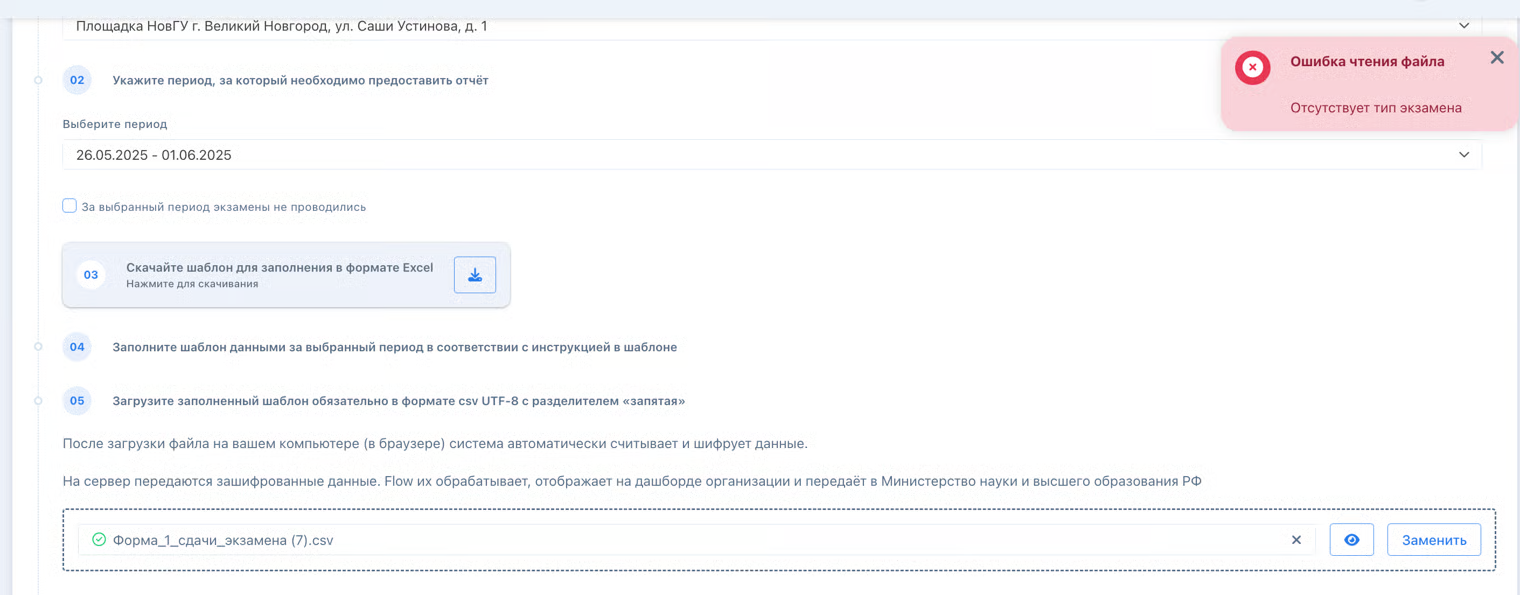 Площадка НовГУ г. Великий Новгород, ул. Саши Устинова, д. 1
Ошибка чтения файла
Отсутствует тип экзамена
02 Укажите период, за который необходимо предоставить отчёт
Выберите период
26.05.2025 - 01.06.2025
За выбранный период экзамены не проводились
03 Скачайте шаблон для заполнения в формате Excel
Нажмите для скачивания
04 Заполните шаблон данными за выбранный период в соответствии с инструкцией в шаблоне
05 Загрузите заполненный шаблон обязательно в формате csv UTF-8 с разделителем «запятая»
После загрузки файла на вашем компьютере (в браузере) система автоматически считывает и шифрует данные.
На сервер передаются зашифрованные данные. Flow их обрабатывает, отображает на дашборде организации и передаёт в Министерство науки и высшего образования РФ
Форма_1_сдачи_экзамена (7).csv
Заменить